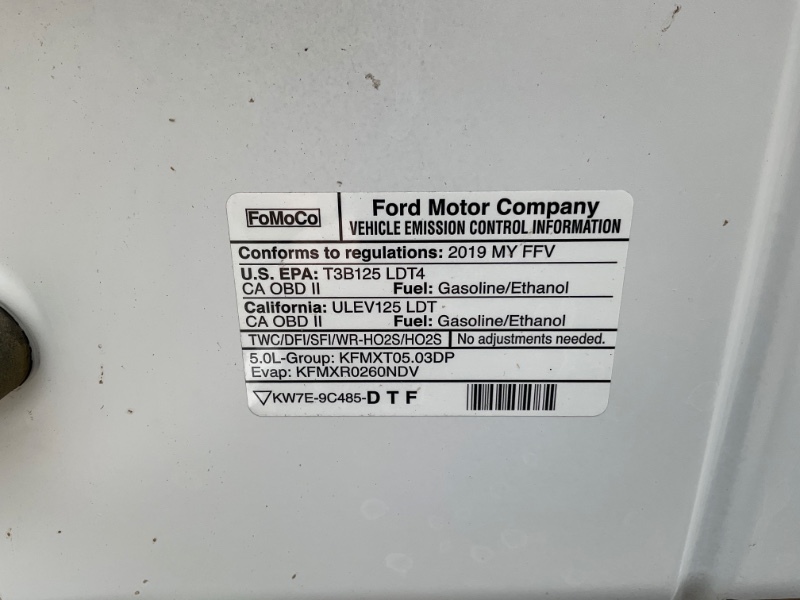 FoMoCo
Ford Motor Company
VEHICLE EMISSION CONTROL INFORMATION
Conforms to regulations: 2019 MY FFV
U.S. EPA: T3B125 LDT4
CA OBD II Fuel: Gasoline/Ethanol
California: ULEV125 LDT
CA OBD II Fuel: Gasoline/Ethanol
TWC/DFI/SFI/WR-HO2S/HO2S No adjustments needed.
5.0L-Group: KFMXT05.03DP
Evap: KFMXR0260NDV
KW7E-9C485-D T F